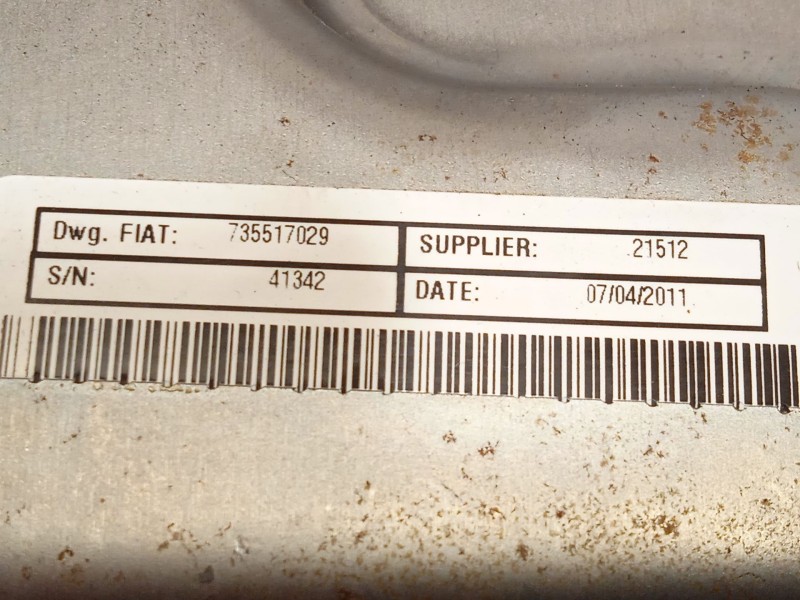 Dwg. FIAT: 735517029 SUPPLIER: 21512
S/N: 41342 DATE: 07/04/2011